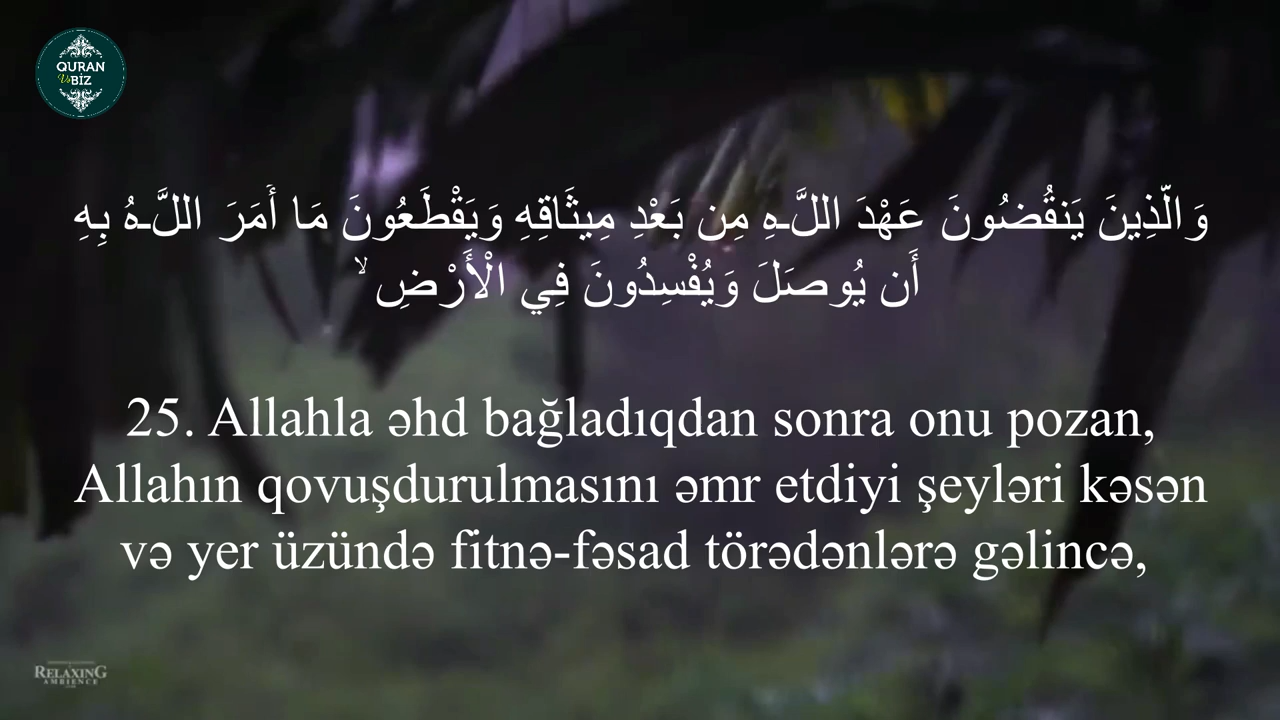 QURAN
Və BİZ
وَالَّذِينَ يَنقُضُونَ عَهْدَ اللَّـهِ مِن بَعْدِ مِيثَاقِهِ وَيَقْطَعُونَ مَا أَمَرَ اللَّـهُ بِهِ
أَن يُوصَلَ وَيُفْسِدُونَ فِي الْأَرْضِ ۙ
25. Allahla əhd bağladıqdan sonra onu pozan,
Allahın qovuşdurulmasını əmr etdiyi şeyləri kəsən
və yer üzündə fitnə-fəsad törədənlərə gəlincə,
RELAXING
AMBIENCE